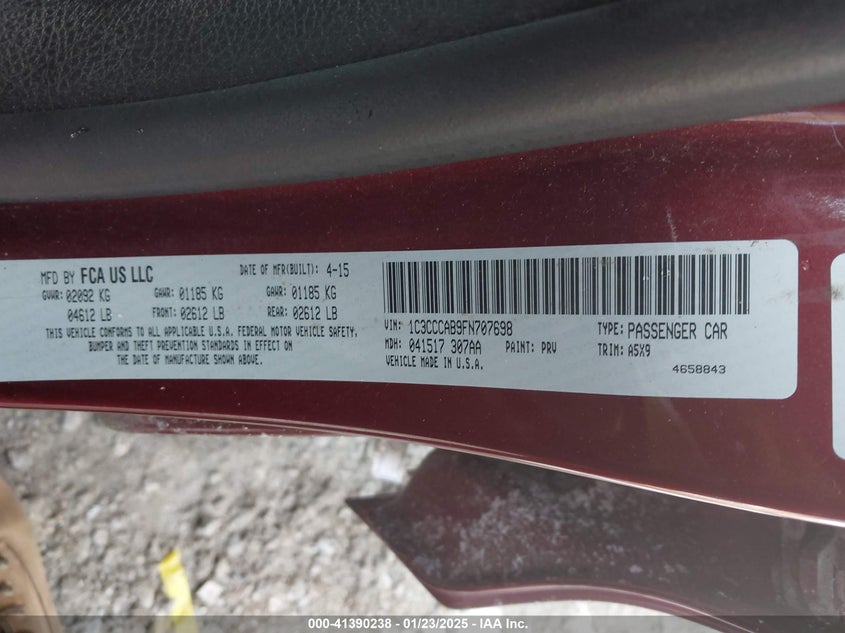 MFD BY FCA US LLC
DATE OF MFR(BUILT): 4-15
GVWR: 02092 KG
GAWR: 01185 KG
GAWR: 01185 KG
04612 LB
FRONT: 02612 LB
REAR: 02612 LB
THIS VEHICLE CONFORMS TO ALL APPLICABLE U.S.A. FEDERAL MOTOR VEHICLE SAFETY,
BUMPER AND THEFT PREVENTION STANDARDS IN EFFECT ON
THE DATE OF MANUFACTURE SHOWN ABOVE.
VIN: 1C3CCCAB9FN707698
TYPE: PASSENGER CAR
MDH: 041517 307AA
PAINT: PRV
TRIM: A5X9
VEHICLE MADE IN U.S.A.
4658843
000-41390238 - 01/23/2025 - IAA Inc.